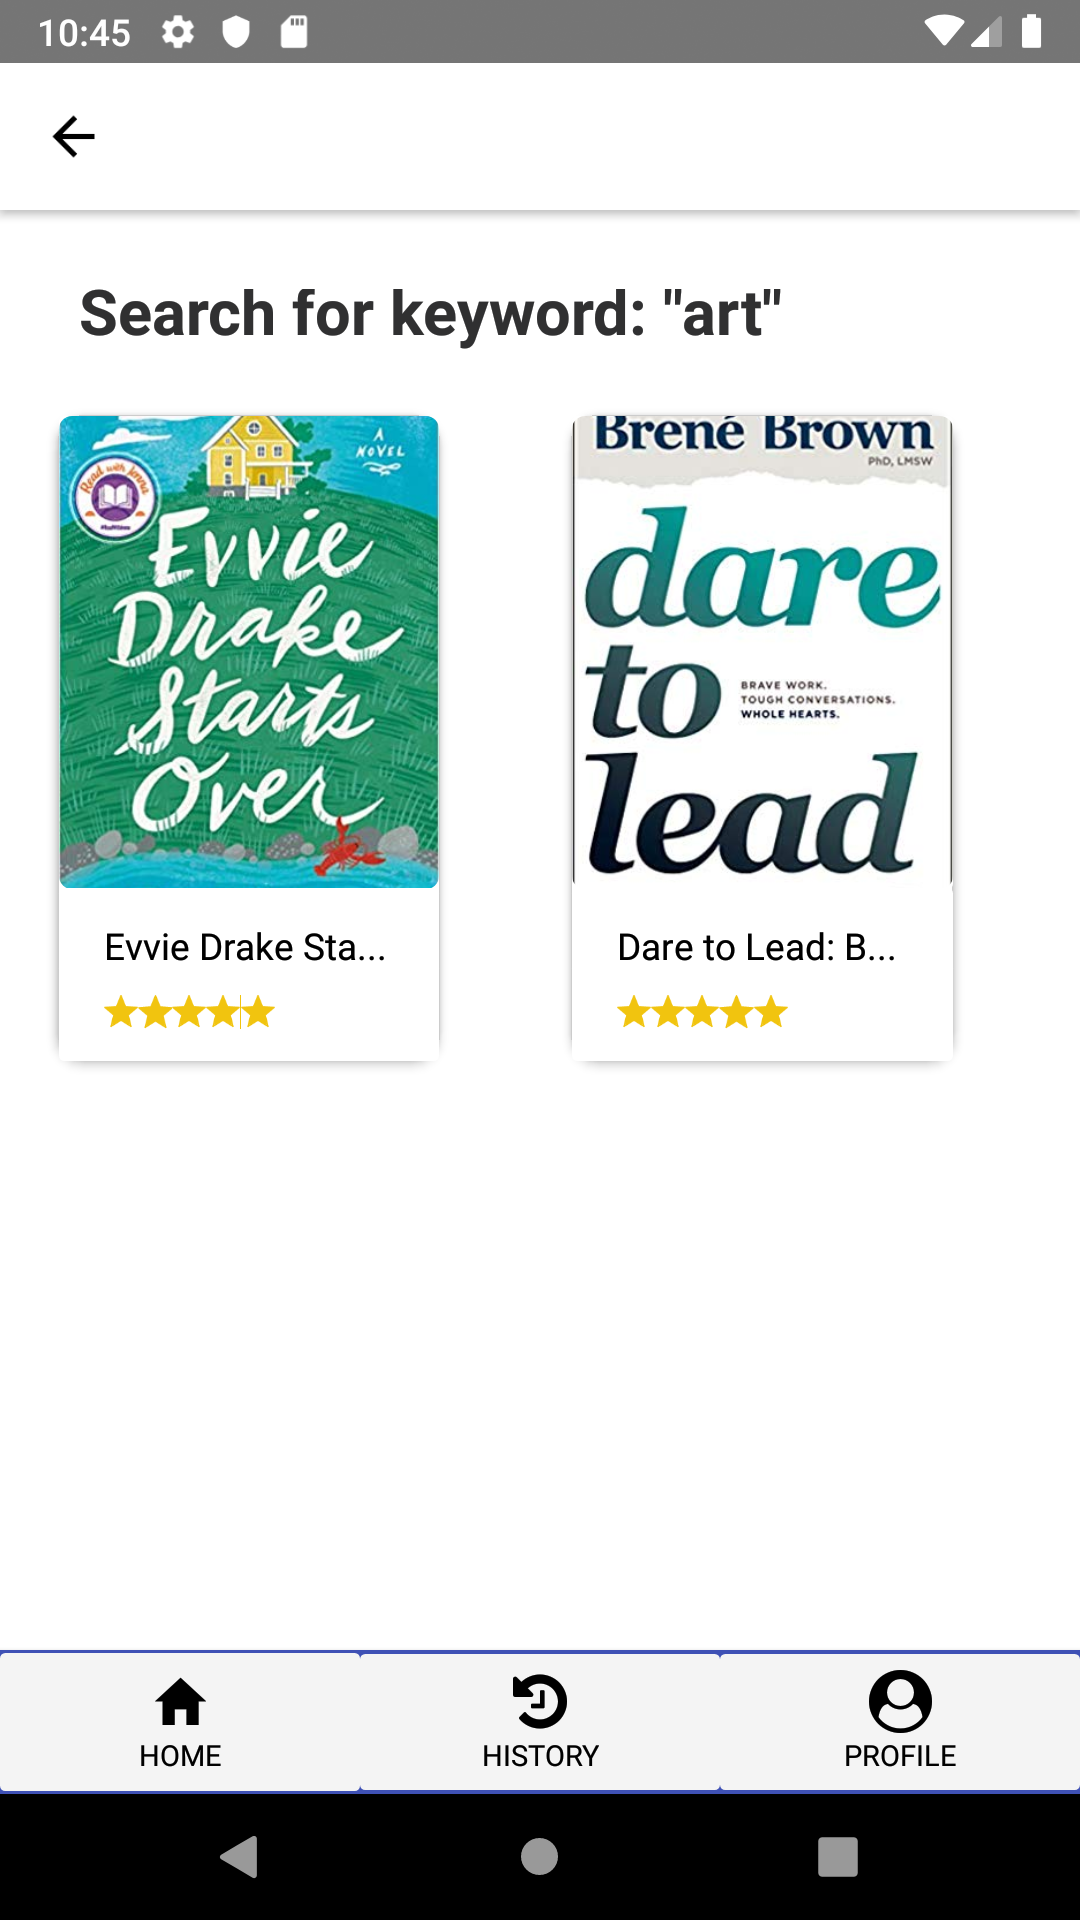 10:45
Search for keyword: "art"
A
NOVEL
Read with Jenna
Evvie
Drake
Starts
Over
Evvie Drake Sta...
Brené Brown
PhD, LMSW
dare
to
BRAVE WORK.
TOUGH CONVERSATIONS.
WHOLE HEARTS.
lead
Dare to Lead: B...
HOME
HISTORY
PROFILE